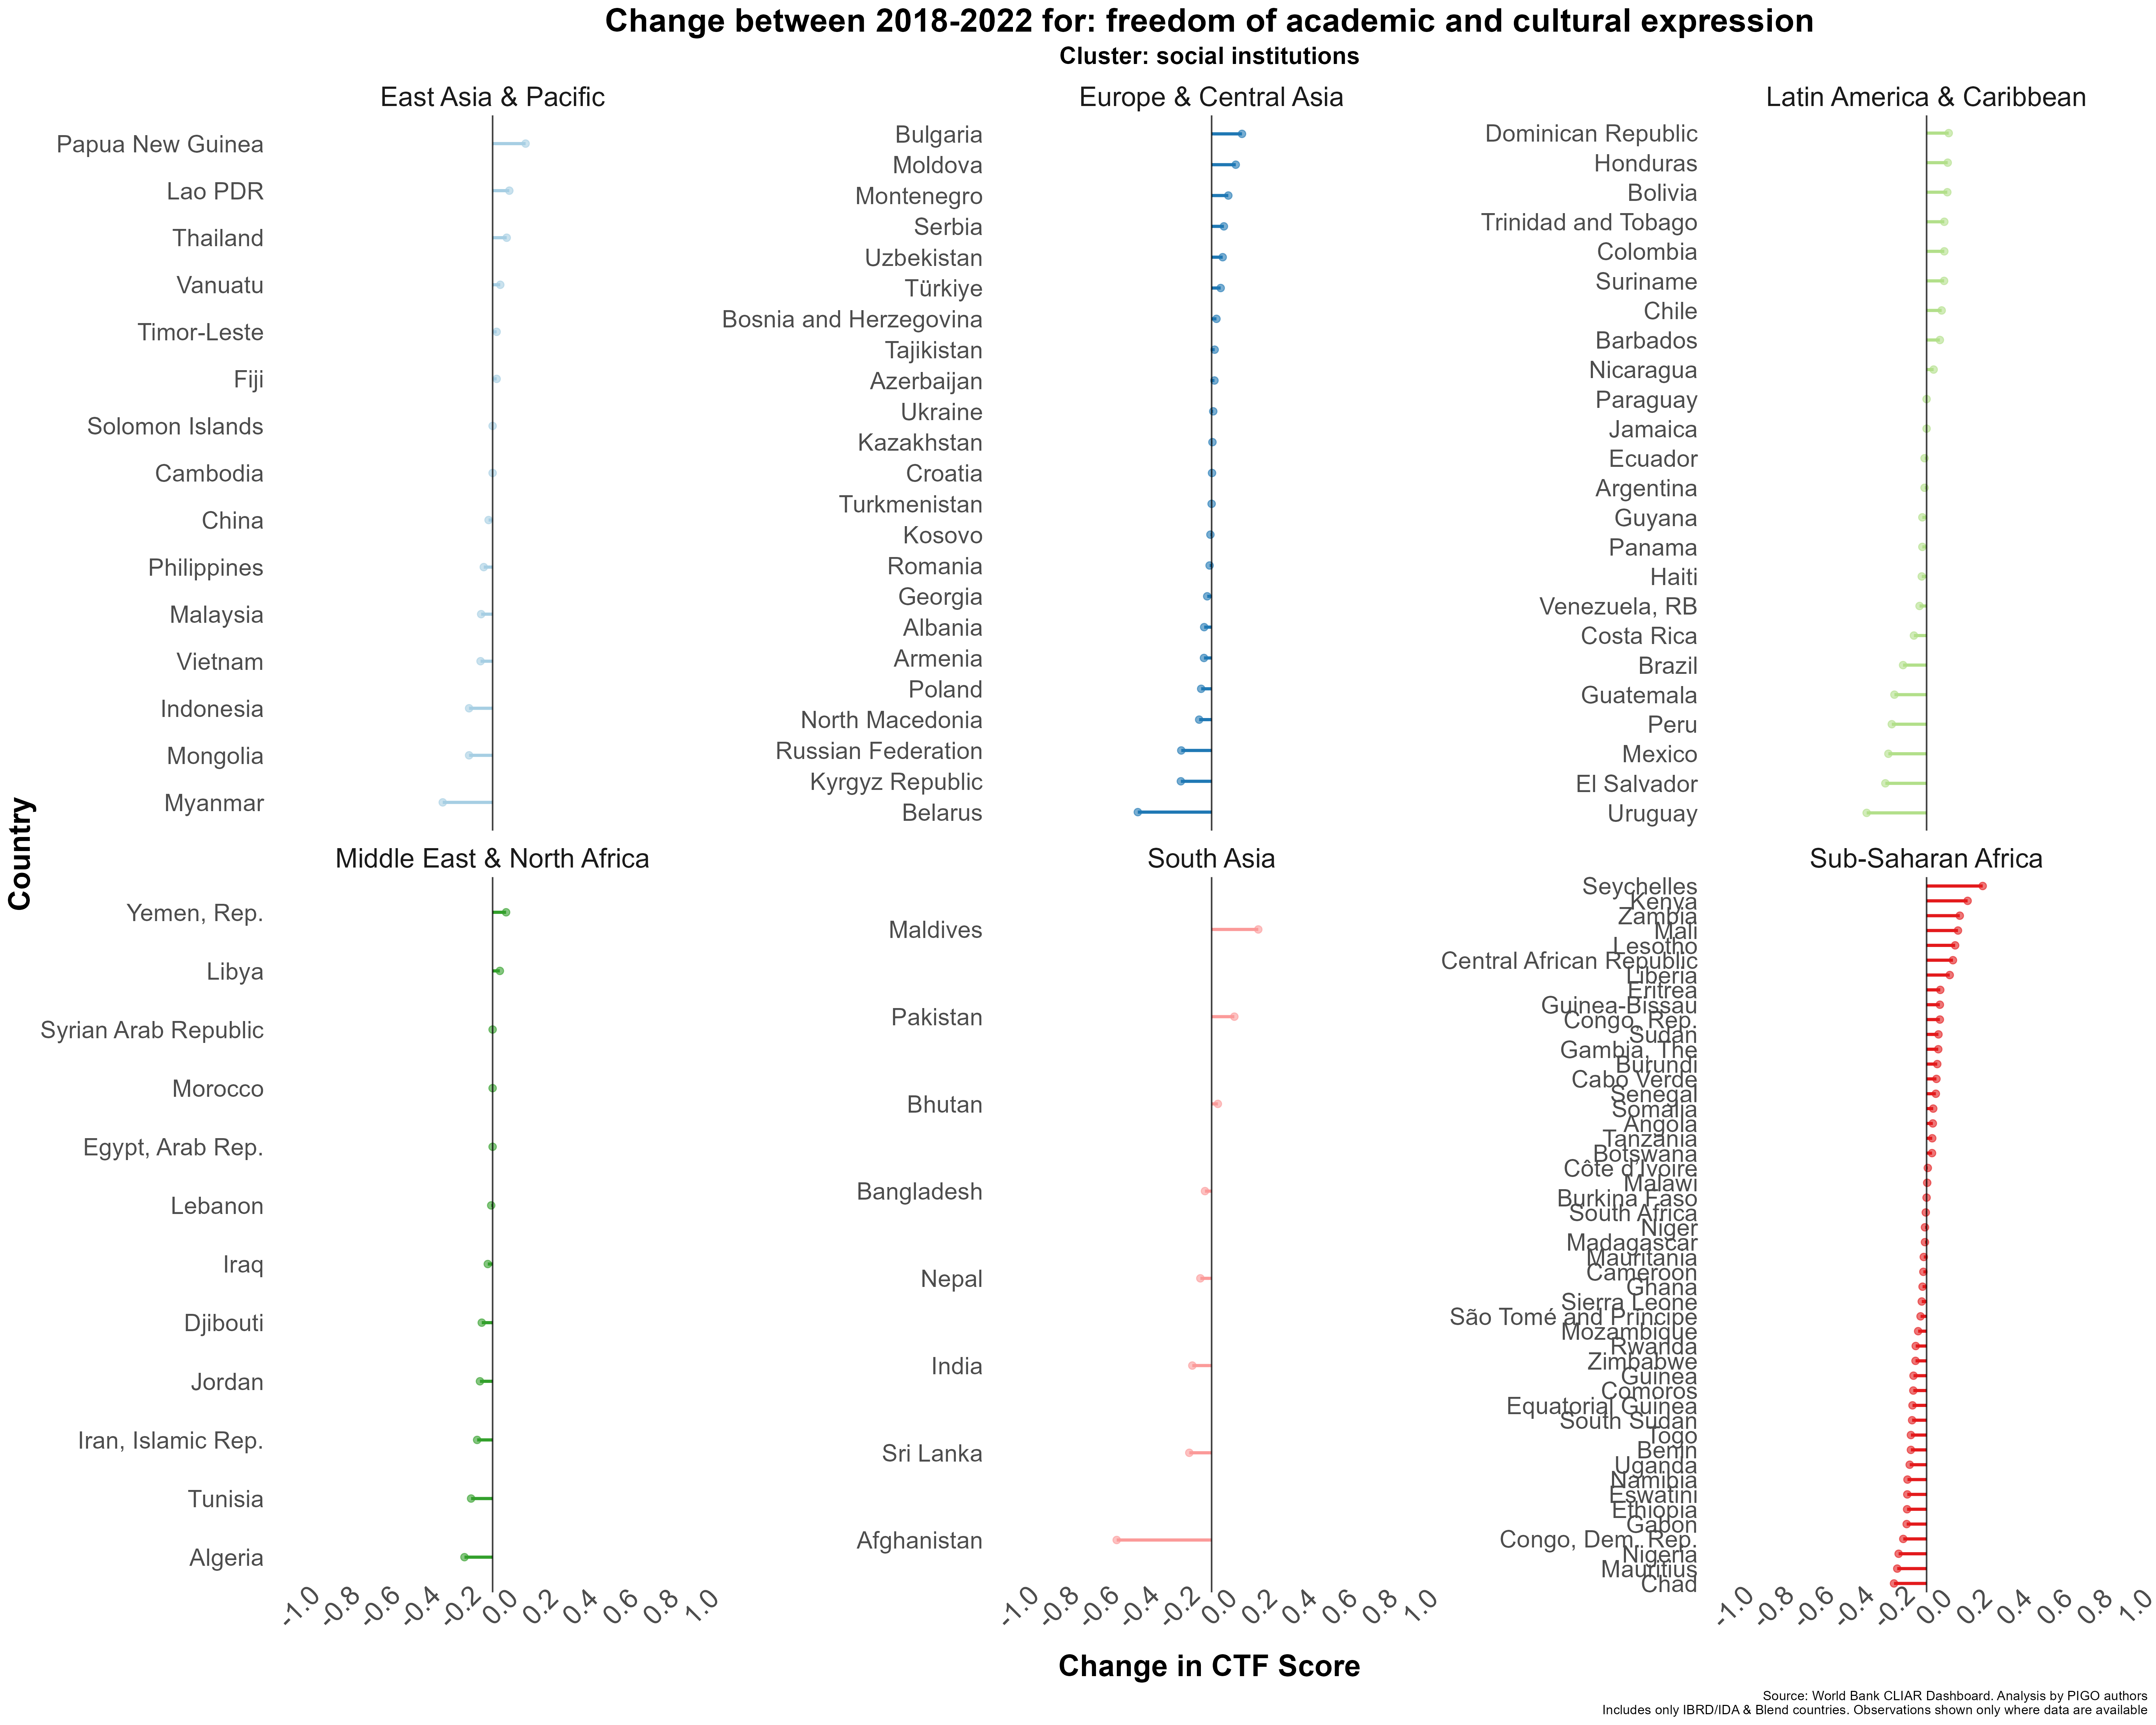 Change between 2018-2022 for: freedom of academic and cultural expression
Cluster: social institutions
East Asia & Pacific
Papua New Guinea
Lao PDR
Thailand
Vanuatu
Timor-Leste
Fiji
Solomon Islands
Cambodia
China
Philippines
Malaysia
Vietnam
Indonesia
Mongolia
Myanmar
Europe & Central Asia
Bulgaria
Moldova
Montenegro
Serbia
Uzbekistan
Türkiye
Bosnia and Herzegovina
Tajikistan
Azerbaijan
Ukraine
Kazakhstan
Croatia
Turkmenistan
Kosovo
Romania
Georgia
Albania
Armenia
Poland
North Macedonia
Russian Federation
Kyrgyz Republic
Belarus
Latin America & Caribbean
Dominican Republic
Honduras
Bolivia
Trinidad and Tobago
Colombia
Suriname
Chile
Barbados
Nicaragua
Paraguay
Jamaica
Ecuador
Argentina
Guyana
Panama
Haiti
Venezuela, RB
Costa Rica
Brazil
Guatemala
Peru
Mexico
El Salvador
Uruguay
Country
Middle East & North Africa
Yemen, Rep.
Libya
Syrian Arab Republic
Morocco
Egypt, Arab Rep.
Lebanon
Iraq
Djibouti
Jordan
Iran, Islamic Rep.
Tunisia
Algeria
-1.0 -0.8 -0.6 -0.4 -0.2 0.0 0.2 0.4 0.6 0.8 1.0
South Asia
Maldives
Pakistan
Bhutan
Bangladesh
Nepal
India
Sri Lanka
Afghanistan
-1.0 -0.8 -0.6 -0.4 -0.2 0.0 0.2 0.4 0.6 0.8 1.0
Sub-Saharan Africa
Seychelles
Kenya
Zambia
Mali
Lesotho
Central African Republic
Liberia
Eritrea
Guinea-Bissau
Congo, Rep.
Sudan
Gambia, The
Burundi
Cabo Verde
Senegal
Somalia
Angola
Tanzania
Botswana
Côte d'Ivoire
Malawi
Burkina Faso
South Africa
Niger
Madagascar
Mauritania
Cameroon
Ghana
Sierra Leone
São Tomé and Príncipe
Mozambique
Rwanda
Zimbabwe
Guinea
Comoros
Equatorial Guinea
South Sudan
Togo
Benin
Uganda
Namibia
Eswatini
Ethiopia
Gabon
Congo, Dem. Rep.
Nigeria
Mauritius
Chad
-1.0 -0.8 -0.6 -0.4 -0.2 0.0 0.2 0.4 0.6 0.8 1.0
Change in CTF Score
Source: World Bank CLIAR Dashboard. Analysis by PIGO authors
Includes only IBRD/IDA & Blend countries. Observations shown only where data are available